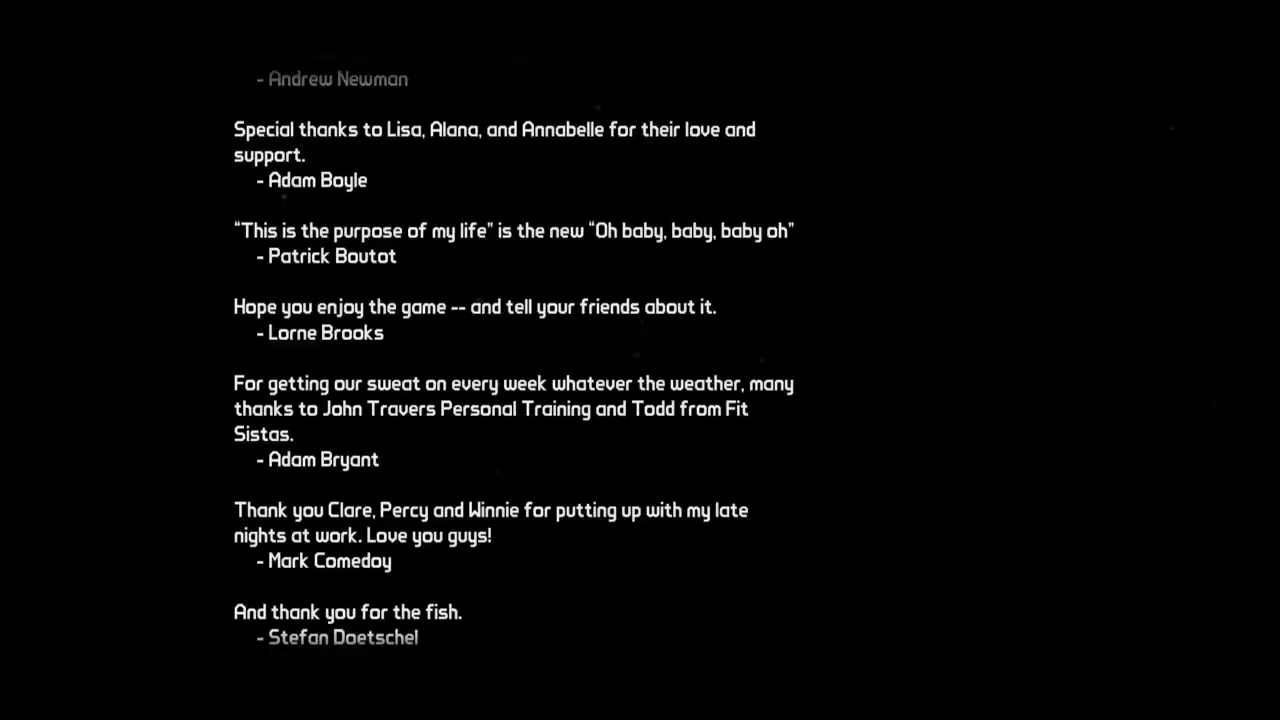 - Andrew Newman
Special thanks to Lisa, Alana, and Annabelle for their love and
support.
- Adam Boyle
“This is the purpose of my life” is the new “Oh baby, baby, baby oh”
- Patrick Boutot
Hope you enjoy the game -- and tell your friends about it.
- Lorne Brooks
For getting our sweat on every week whatever the weather, many
thanks to John Travers Personal Training and Todd from Fit
Sistas.
- Adam Bryant
Thank you Clare, Percy and Winnie for putting up with my late
nights at work. Love you guys!
- Mark Comedoy
And thank you for the fish.
- Stefan Doetschel